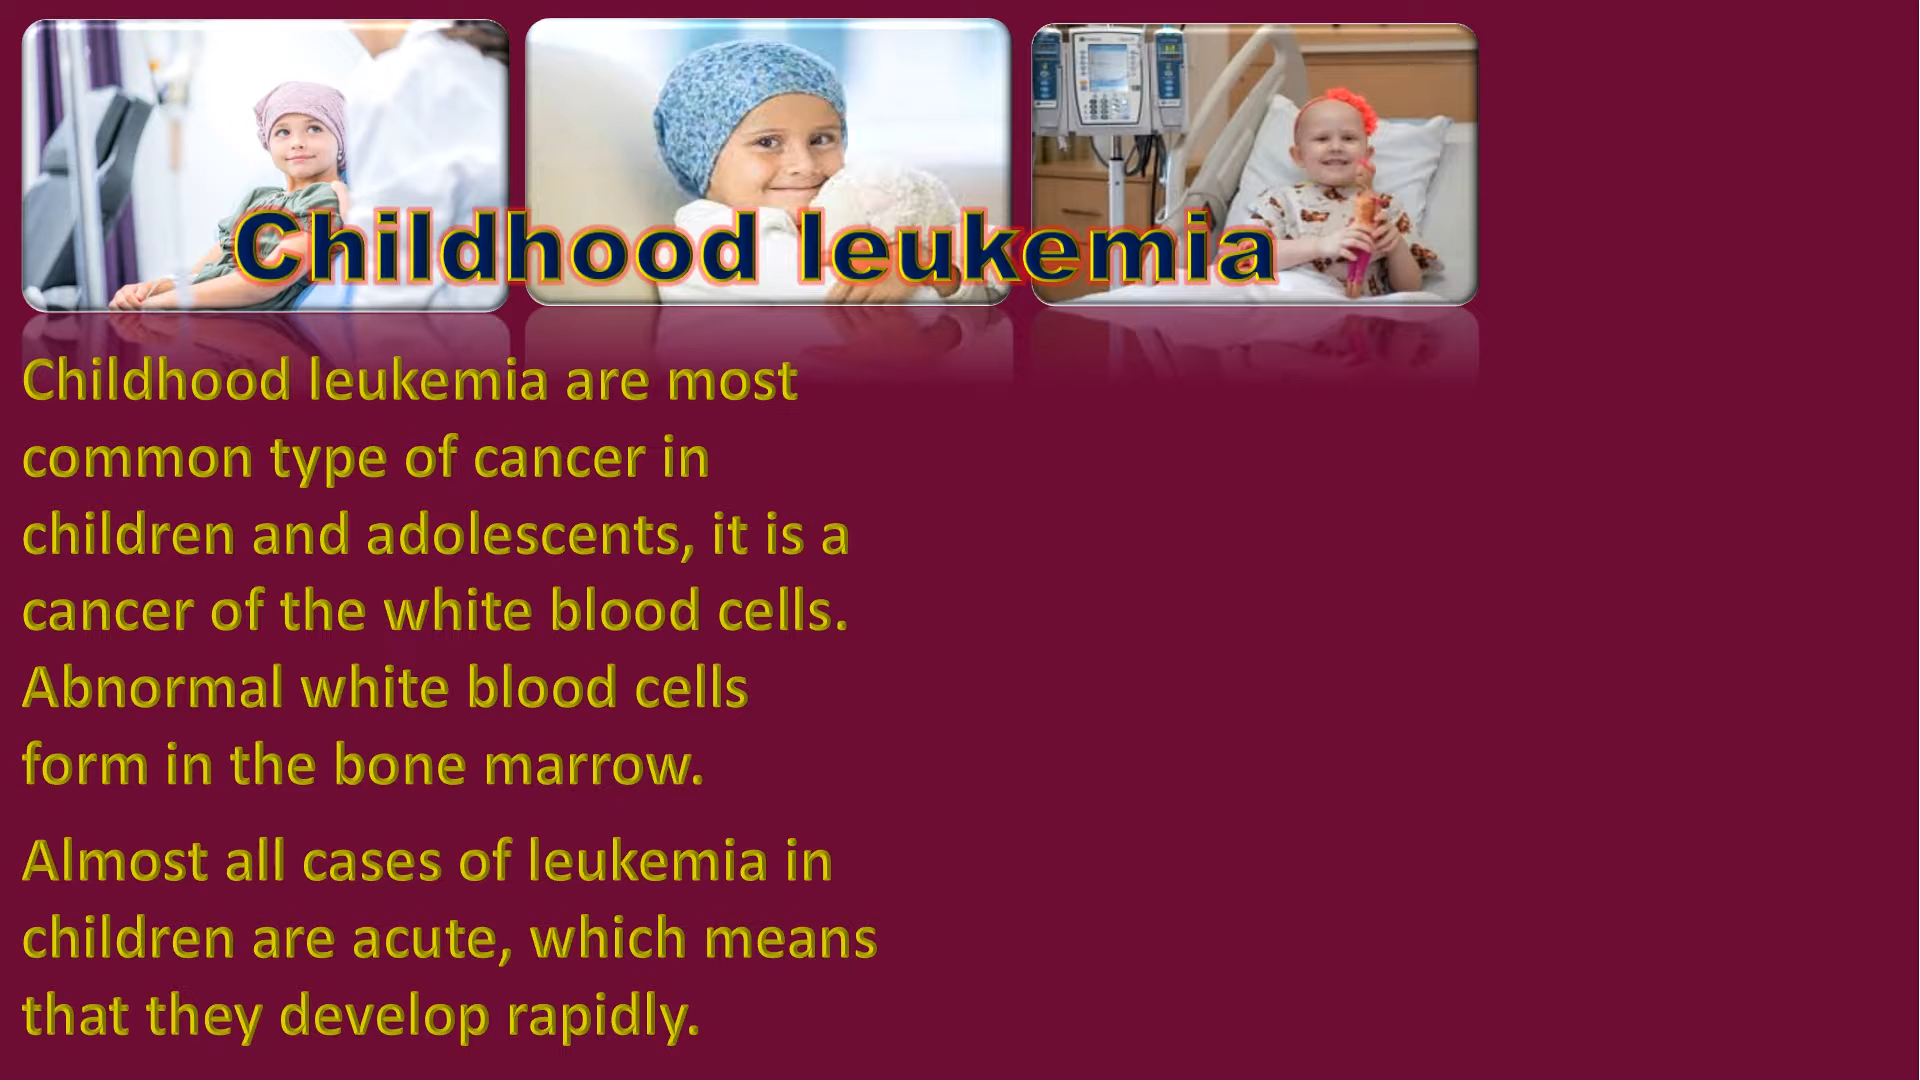 Childhood leukemia
Childhood leukemia are most
common type of cancer in
children and adolescents, it is a
cancer of the white blood cells.
Abnormal white blood cells
form in the bone marrow.
Almost all cases of leukemia in
children are acute, which means
that they develop rapidly.